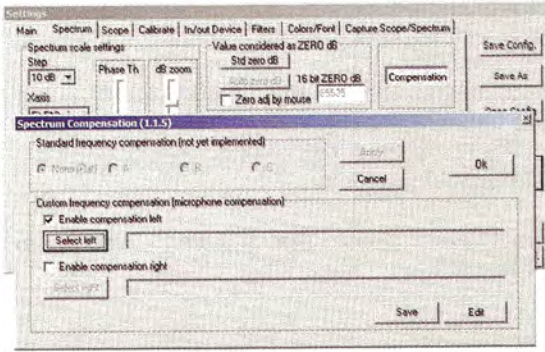 Settings
Main Spectrum Scope Calibrate In/out Device Filters Colors/Font Capture Scope/Spectrum
Spectrum scale settings
Step
10 dB
Phase Th
dB zoom
Xaxis
Value considered as ZERO dB
Std zero dB
Auto zero dB
16 bit ZERO dB
Zero adj by mouse
Compensation
Save Config.
Save As
Spectrum Compensation (1.1.5)
Standard frequency compensation (not yet implemented)
None (Flat) A B C
Apply
Cancel
Ok
Custom frequency compensation (microphone compensation)
Enable compensation left
Select left
Enable compensation right
Select right
Save
Edit